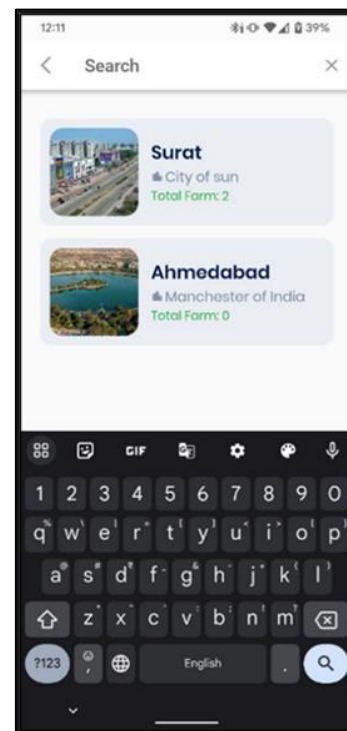 12:11 39%
Search
Surat
City of sun
Total Farm: 2
Ahmedabad
Manchester of India
Total Farm: 0
GIF
1 2 3 4 5 6 7 8 9 0
q w e r t y u i o p
a s d f g h j k l
z x c v b n m
?123 , English .